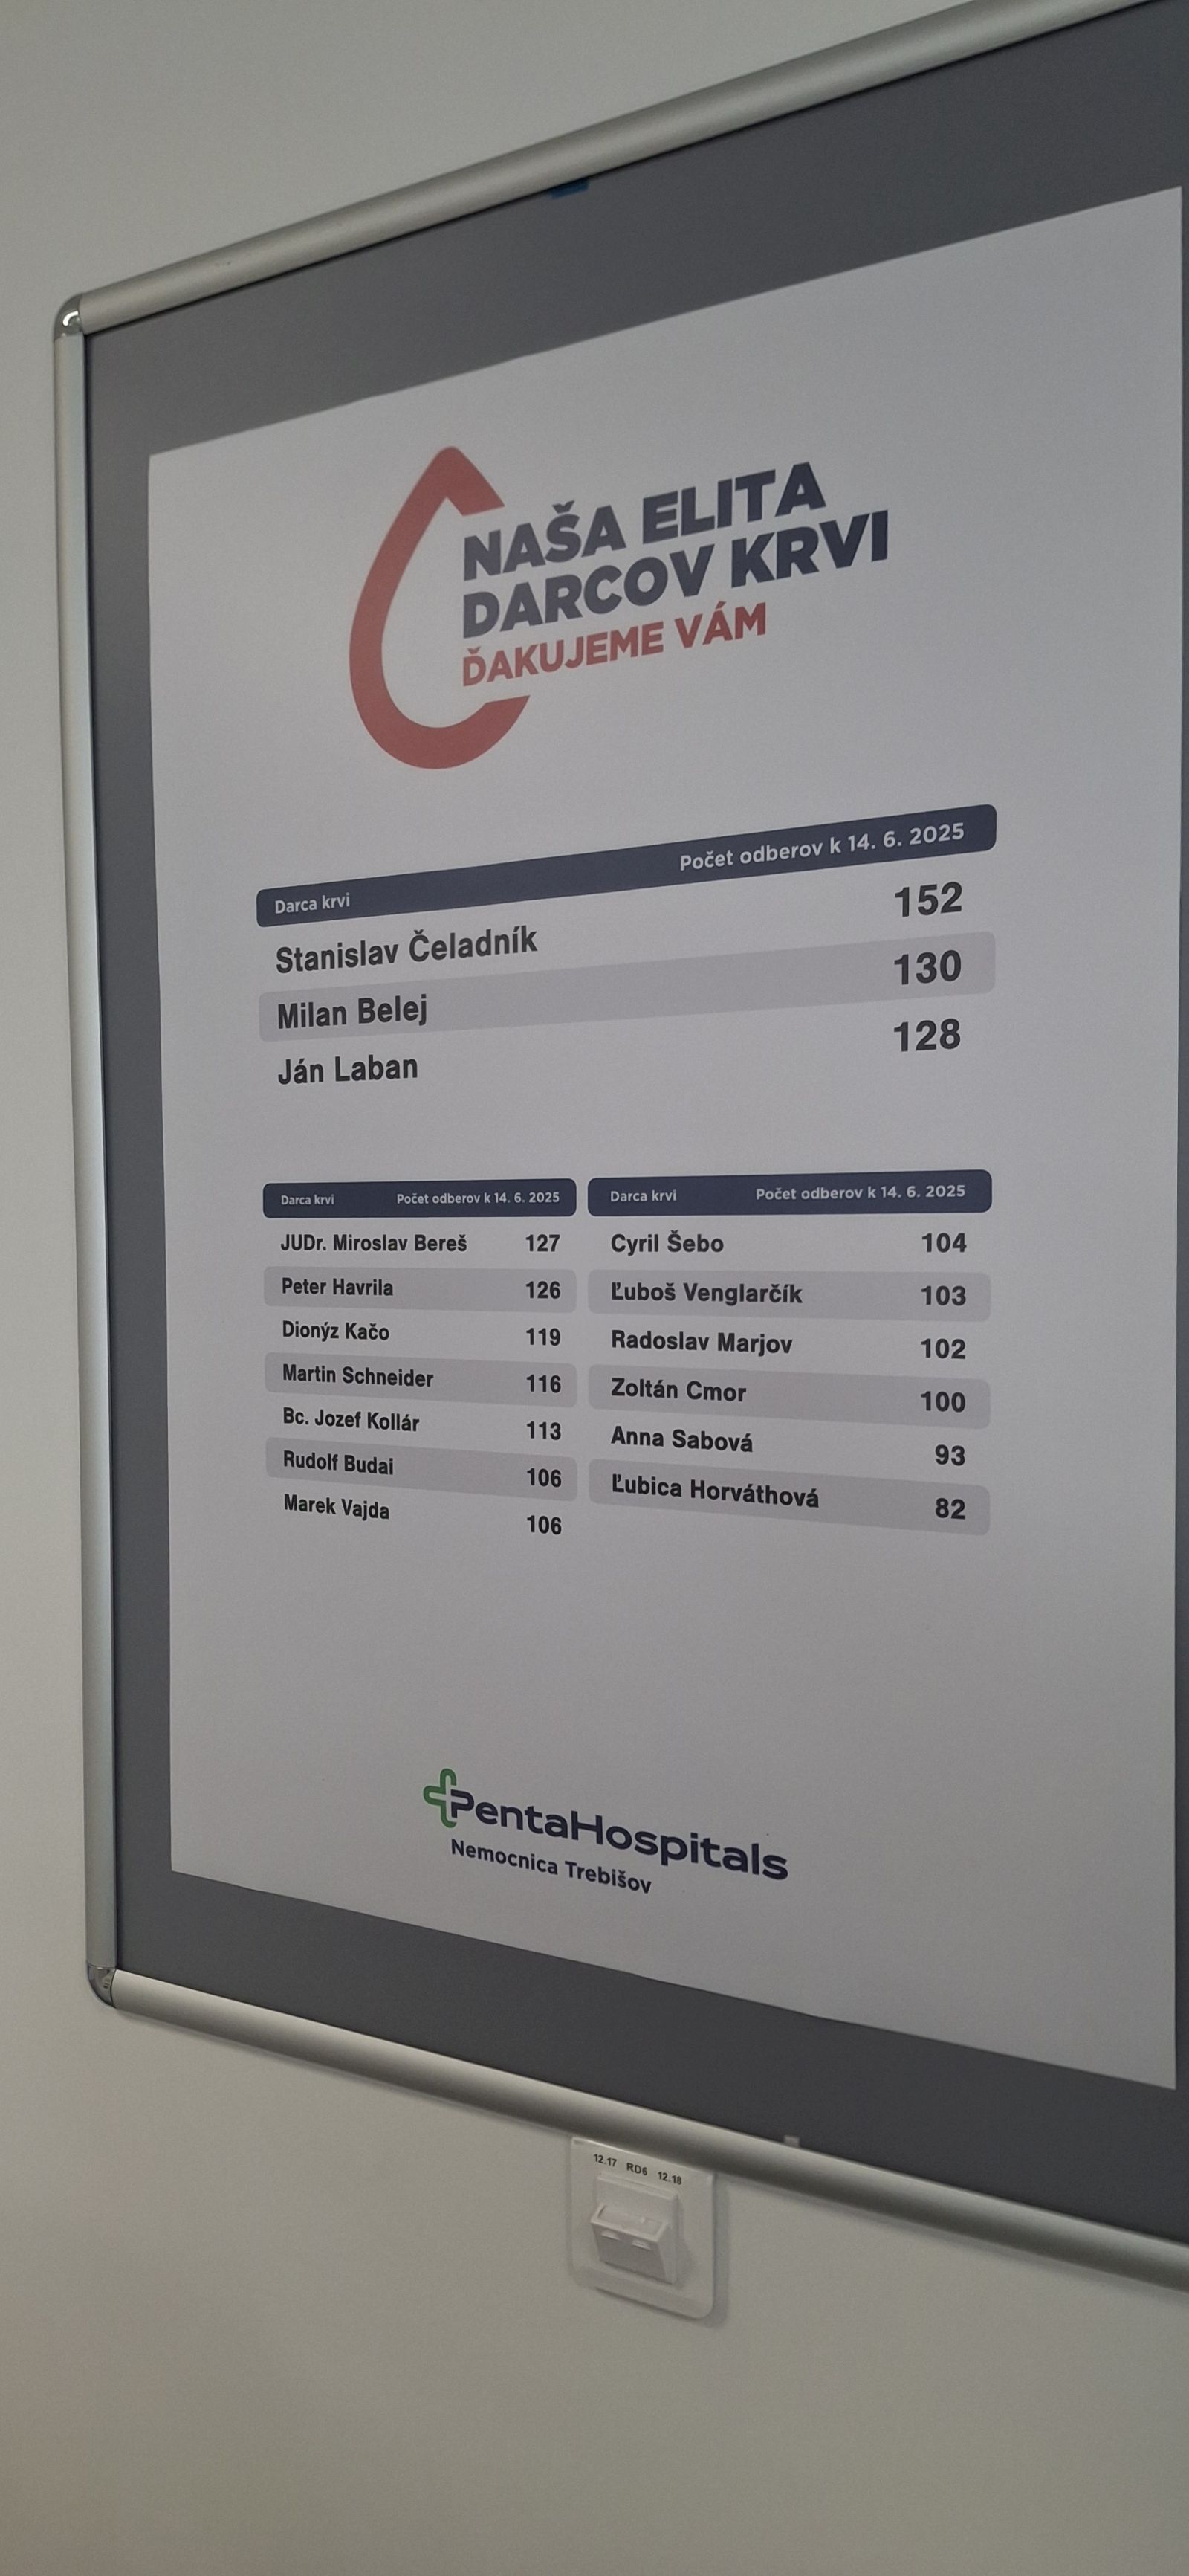 NAŠA ELITA
DARCOV KRVI
ĎAKUJEME VÁM
Darca krvi Počet odberov k 14. 6. 2025
Stanislav Čeladník 152
Milan Belej 130
Ján Laban 128
Darca krvi Počet odberov k 14. 6. 2025
JUDr. Miroslav Bereš 127
Peter Havrila 126
Dionýz Kačo 119
Martin Schneider 116
Bc. Jozef Kollár 113
Rudolf Budai 106
Marek Vajda 106
Darca krvi Počet odberov k 14. 6. 2025
Cyril Šebo 104
Ľuboš Venglarčík 103
Radoslav Marjov 102
Zoltán Cmor 100
Anna Sabová 93
Ľubica Horváthová 82
PentaHospitals
Nemocnica Trebišov
12.17 RD6 12.18